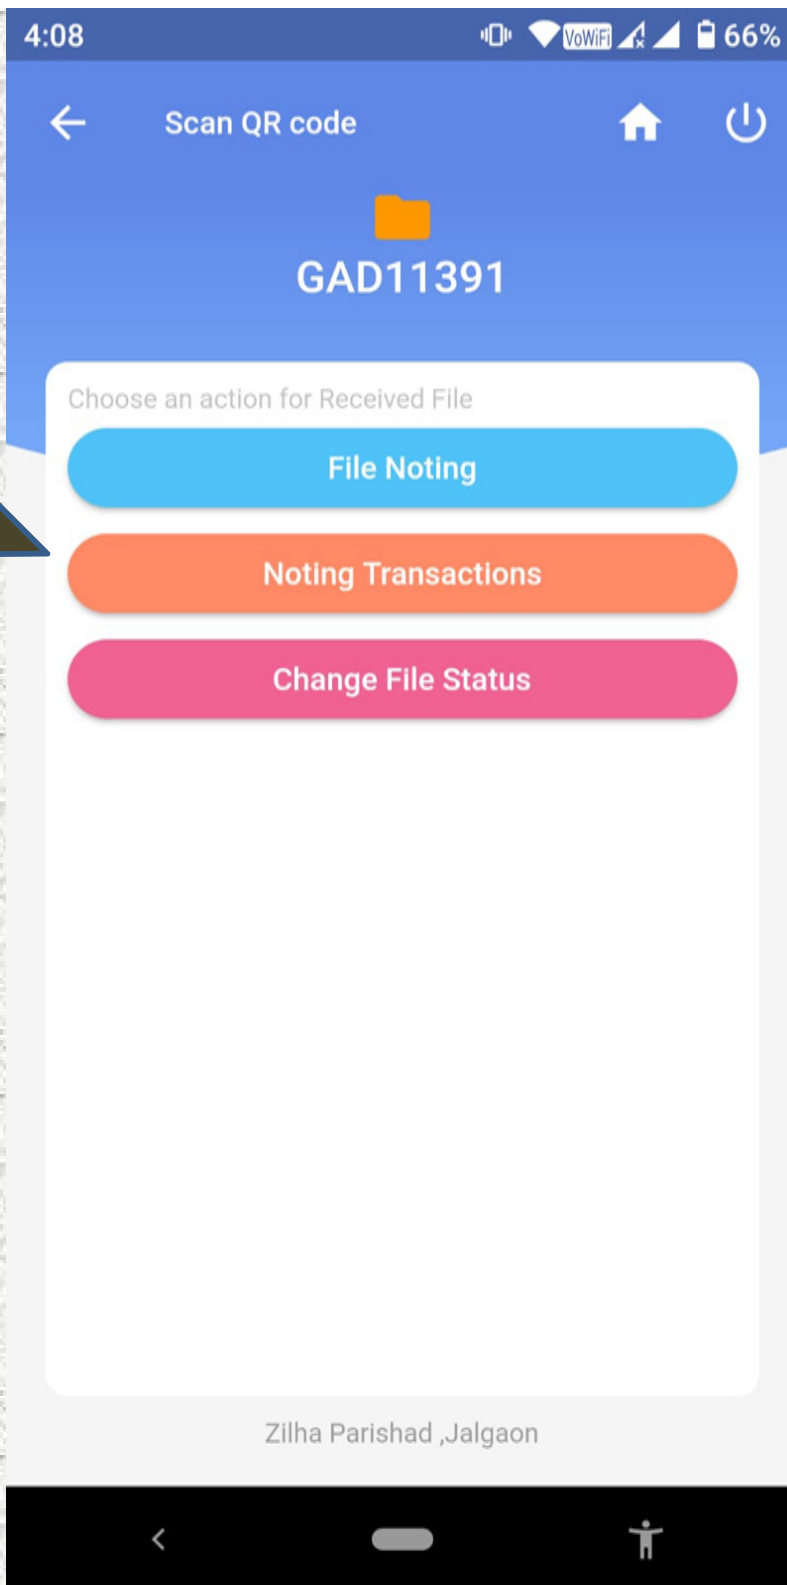 4:08 VoWiFi 66%
Scan QR code
GAD11391
Choose an action for Received File
File Noting
Noting Transactions
Change File Status
Zilha Parishad ,Jalgaon